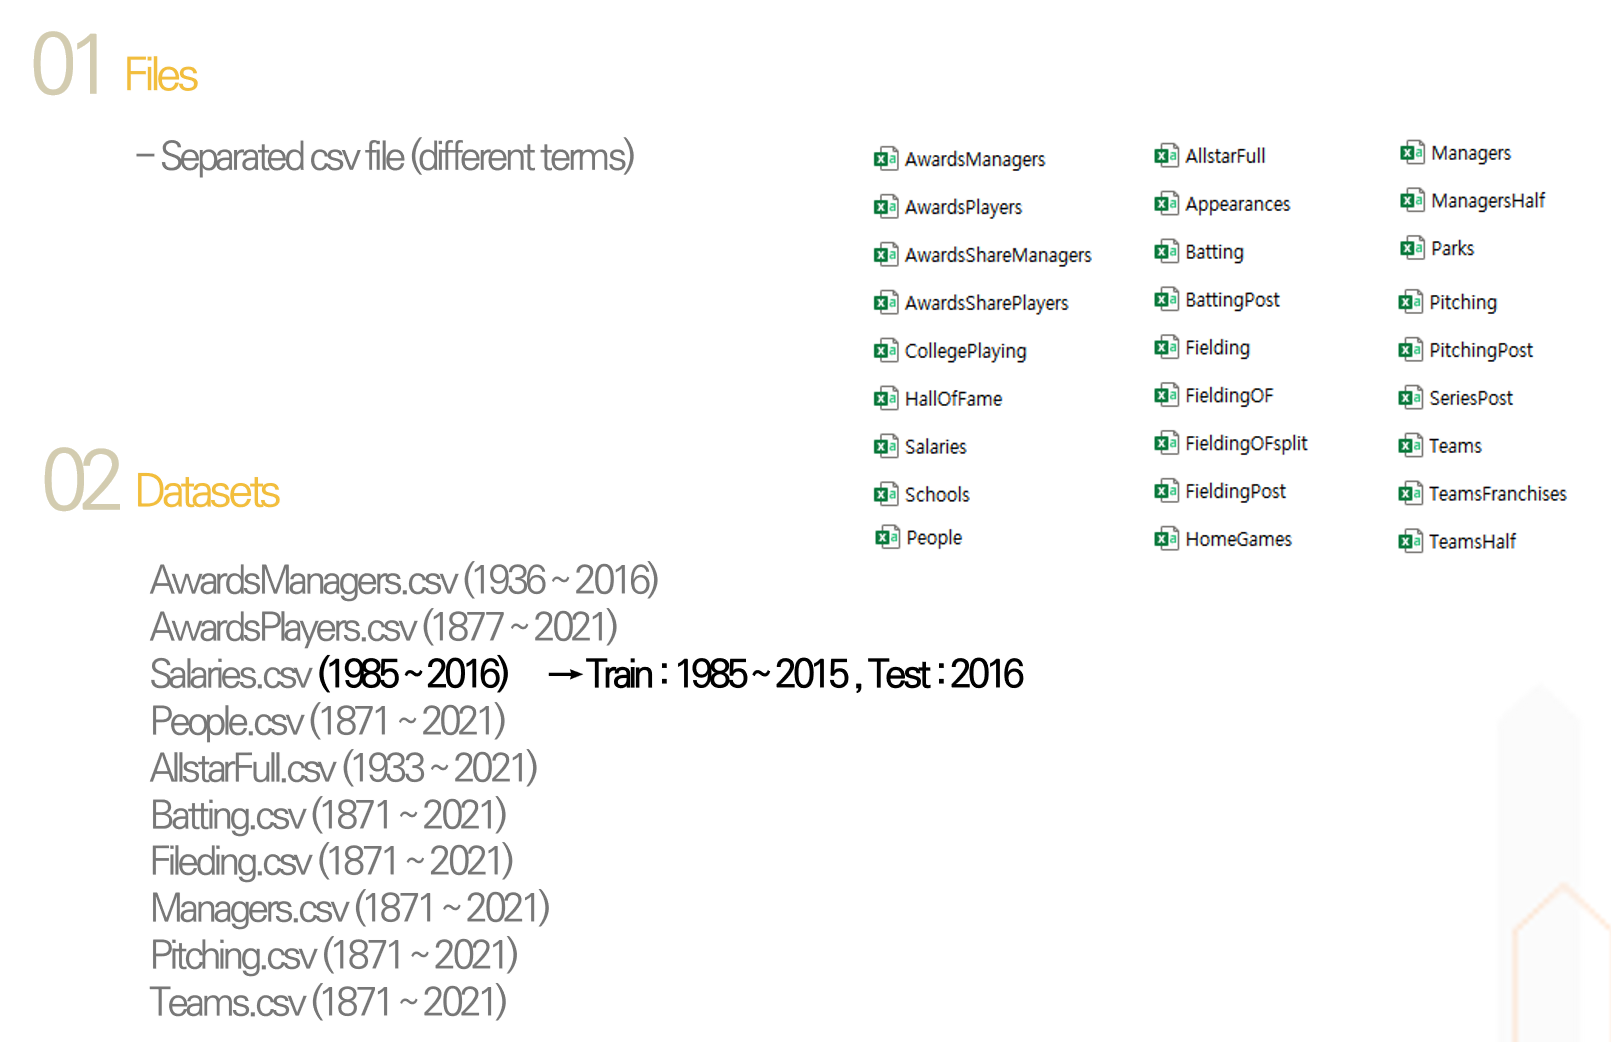 01 Files
- Separated csv file (different terms)
AwardsManagers
AwardsPlayers
AwardsShareManagers
AwardsSharePlayers
CollegePlaying
HallOfFame
Salaries
Schools
People
AllstarFull
Appearances
Batting
BattingPost
Fielding
FieldingOF
FieldingOFsplit
FieldingPost
HomeGames
Managers
ManagersHalf
Parks
Pitching
PitchingPost
SeriesPost
Teams
TeamsFranchises
TeamsHalf
02 Datasets
AwardsManagers.csv (1936 ~ 2016)
AwardsPlayers.csv (1877 ~ 2021)
Salaries.csv (1985 ~ 2016) → Train : 1985 ~ 2015 , Test : 2016
People.csv (1871 ~ 2021)
AllstarFull.csv (1933 ~ 2021)
Batting.csv (1871 ~ 2021)
Fileding.csv (1871 ~ 2021)
Managers.csv (1871 ~ 2021)
Pitching.csv (1871 ~ 2021)
Teams.csv (1871 ~ 2021)